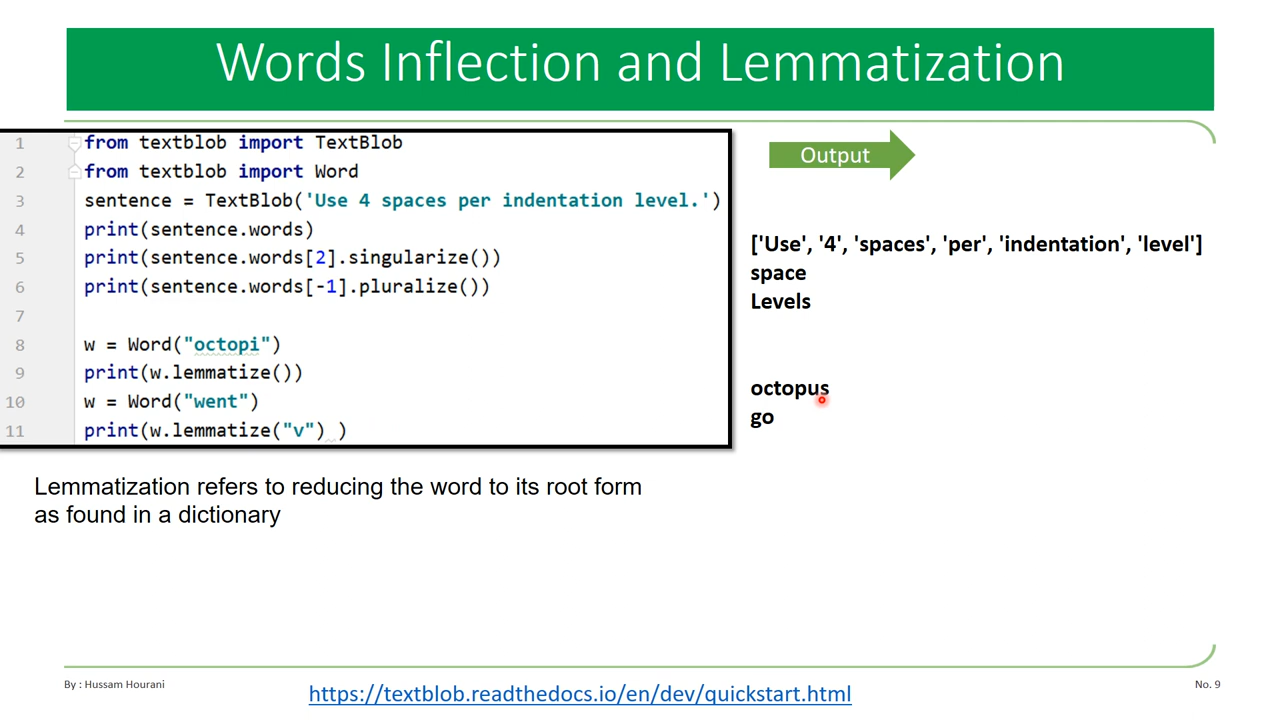 Words Inflection and Lemmatization
1 from textblob import TextBlob
2 from textblob import Word
3 sentence = TextBlob('Use 4 spaces per indentation level.')
4 print(sentence.words)
5 print(sentence.words[2].singularize())
6 print(sentence.words[-1].pluralize())
7
8 w = Word("octopi")
9 print(w.lemmatize())
10 w = Word("went")
11 print(w.lemmatize("v") )
Output
['Use', '4', 'spaces', 'per', 'indentation', 'level']
space
Levels
octopus
go
Lemmatization refers to reducing the word to its root form
as found in a dictionary
By : Hussam Hourani
https://textblob.readthedocs.io/en/dev/quickstart.html
No. 9